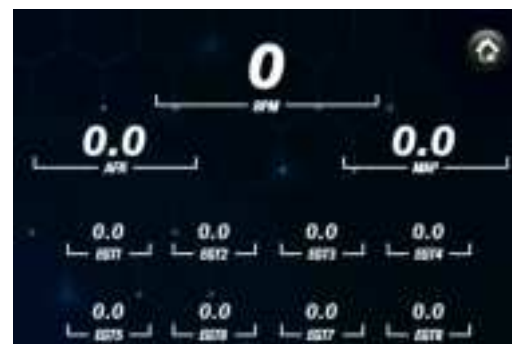 0
RPM
0.0 0.0
AFR MAP
0.0 0.0 0.0 0.0
EGT1 EGT2 EGT3 EGT4
0.0 0.0 0.0 0.0
EGT5 EGT6 EGT7 EGT8